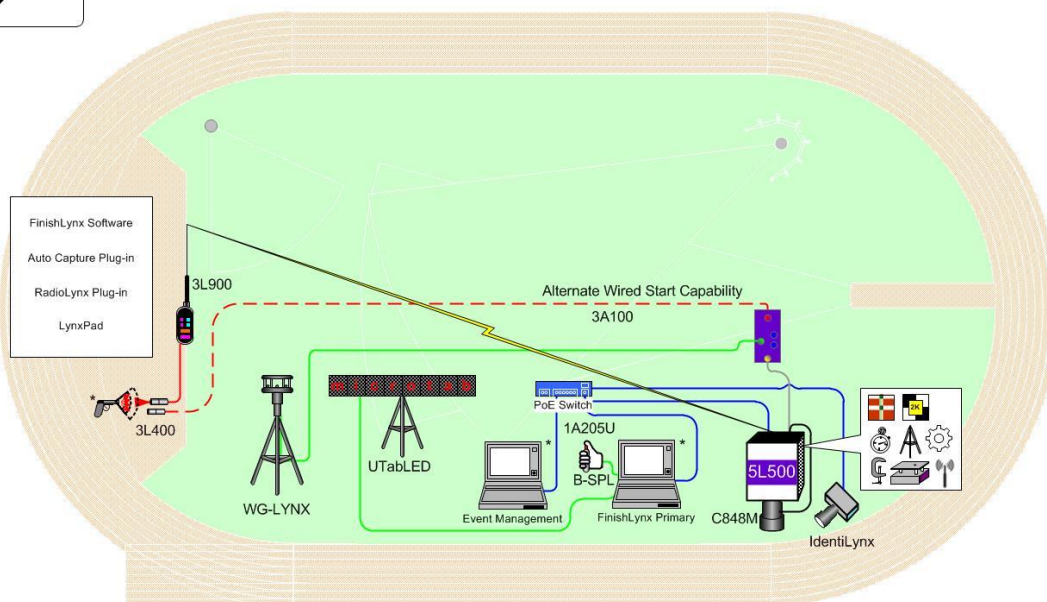 FinishLynx Software
Auto Capture Plug-in
RadioLynx Plug-in
LynxPad
3L900
Alternate Wired Start Capability
3A100
*
3L400
WG-LYNX
microtab
UTabLED
PoE Switch
1A205U
B-SPL
*
Event Management
*
FinishLynx Primary
5L500
C848M
2K
IdentiLynx